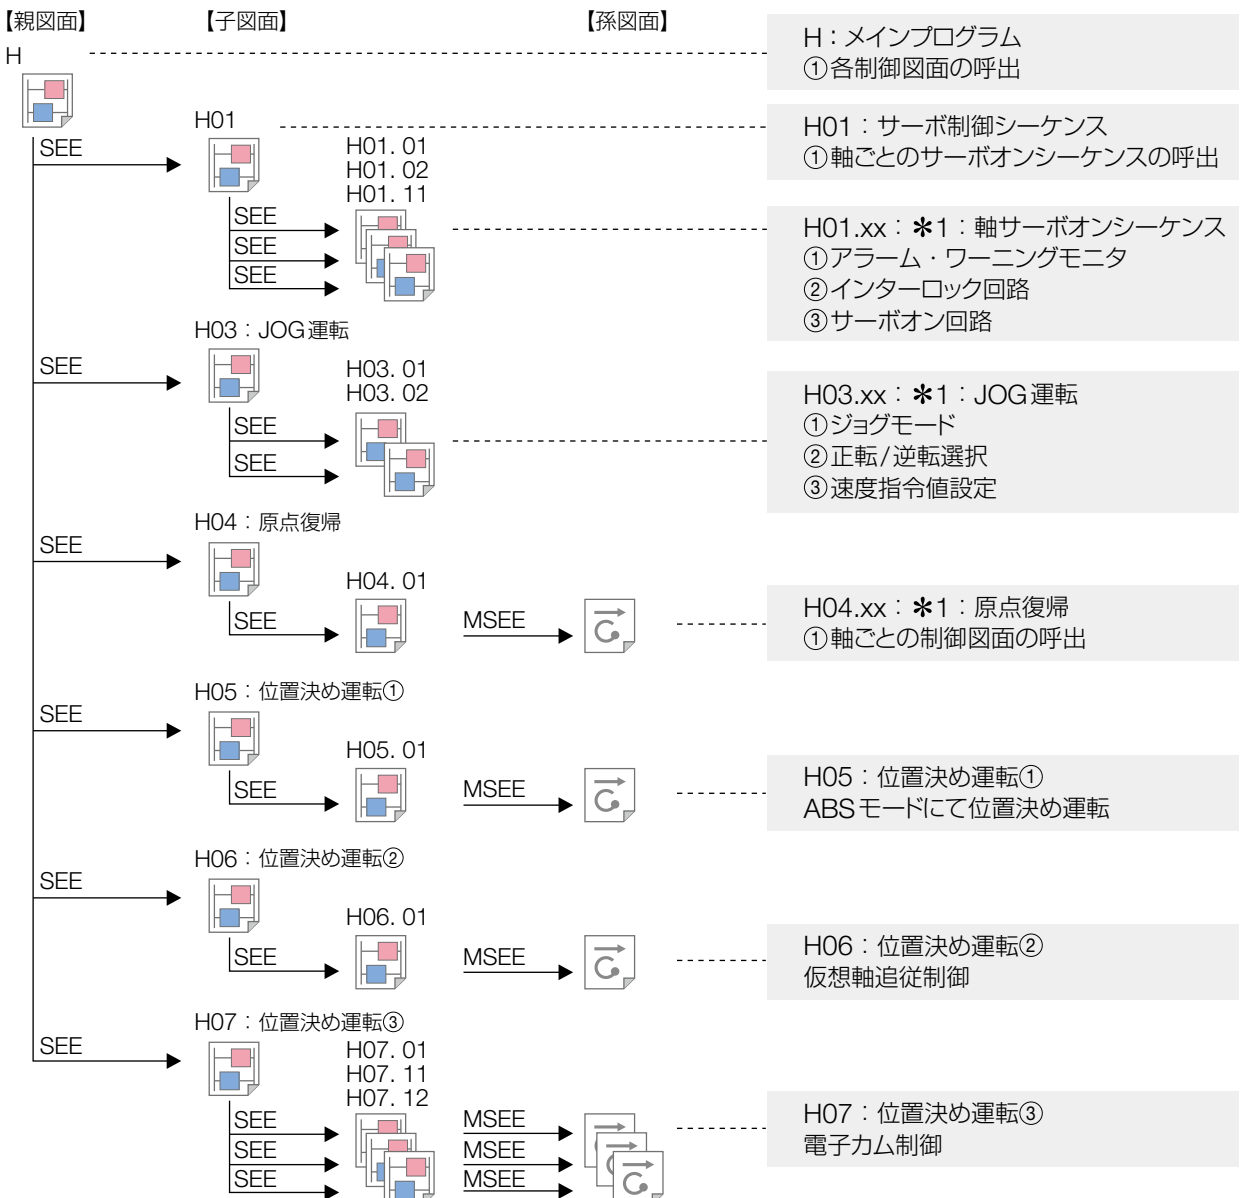 【親図面】
【子図面】
【孫図面】
H
H：メインプログラム
①各制御図面の呼出
SEE
H01
H01. 01
H01. 02
H01. 11
SEE
SEE
SEE
H01：サーボ制御シーケンス
①軸ごとのサーボオンシーケンスの呼出
H01.xx：＊1：軸サーボオンシーケンス
①アラーム・ワーニングモニタ
②インターロック回路
③サーボオン回路
H03：JOG運転
SEE
H03. 01
H03. 02
SEE
SEE
H03.xx：＊1：JOG運転
①ジョグモード
②正転/逆転選択
③速度指令値設定
H04：原点復帰
SEE
H04. 01
SEE
MSEE
H04.xx：＊1：原点復帰
①軸ごとの制御図面の呼出
H05：位置決め運転①
SEE
H05. 01
SEE
MSEE
H05：位置決め運転①
ABSモードにて位置決め運転
H06：位置決め運転②
SEE
H06. 01
SEE
MSEE
H06：位置決め運転②
仮想軸追従制御
H07：位置決め運転③
SEE
H07. 01
H07. 11
H07. 12
SEE
SEE
SEE
MSEE
MSEE
MSEE
H07：位置決め運転③
電子カム制御